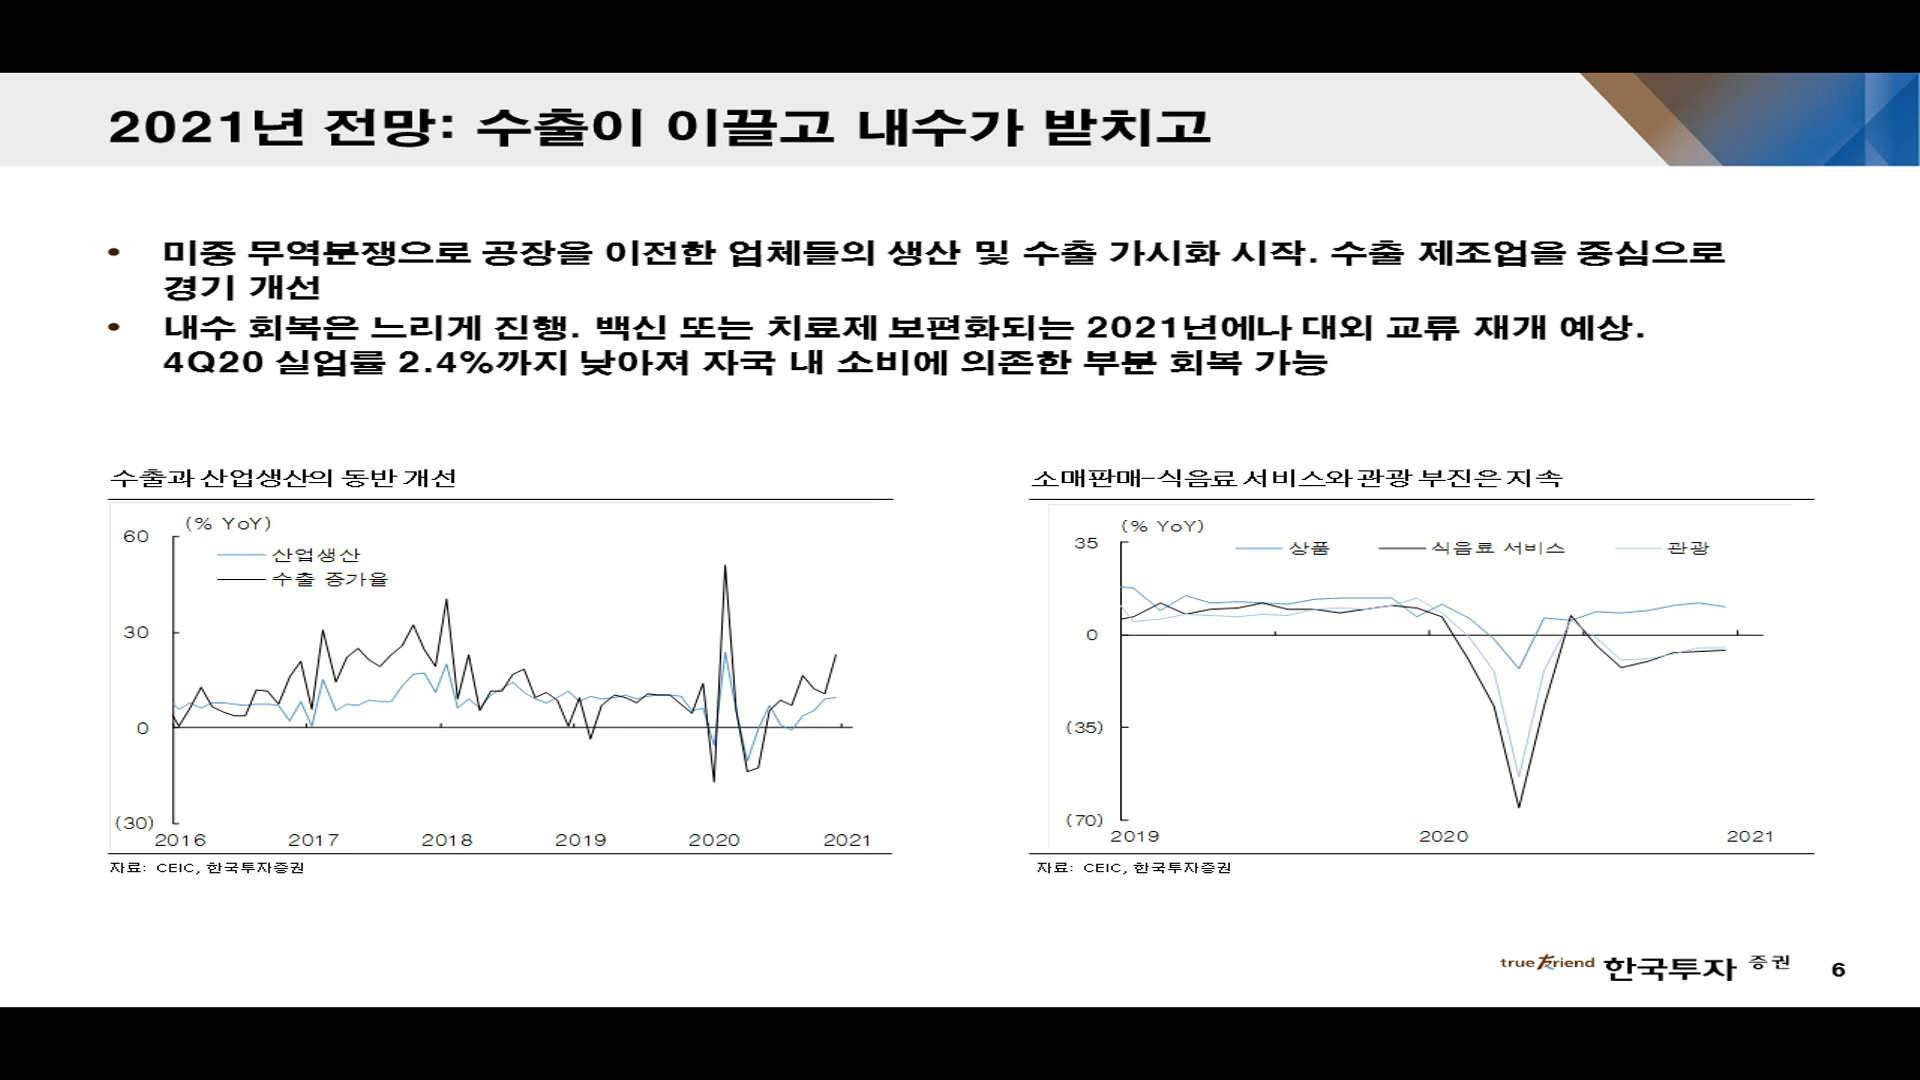 2021년 전망: 수출이 이끌고 내수가 받치고
• 미중 무역분쟁으로 공장을 이전한 업체들의 생산 및 수출 가시화 시작. 수출 제조업을 중심으로
경기 개선
• 내수 회복은 느리게 진행. 백신 또는 치료제 보편화되는 2021년에나 대외 교류 재개 예상.
4Q20 실업률 2.4%까지 낮아져 자국 내 소비에 의존한 부분 회복 가능
수출과 산업생산의 동반 개선
(% YoY)
60
산업생산
수출 증가율
30
0
(30)
2016 2017 2018 2019 2020 2021
자료: CEIC, 한국투자증권
소매판매-식음료 서비스와 관광 부진은 지속
(% YoY)
35
상품 식음료 서비스 관광
0
(35)
(70)
2019 2020 2021
자료: CEIC, 한국투자증권
true Friend 한국투자 증권 6